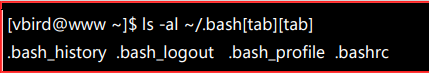 [vbird@www ~]$ ls -al ~/.bash[tab][tab]
.bash_history .bash_logout .bash_profile .bashrc